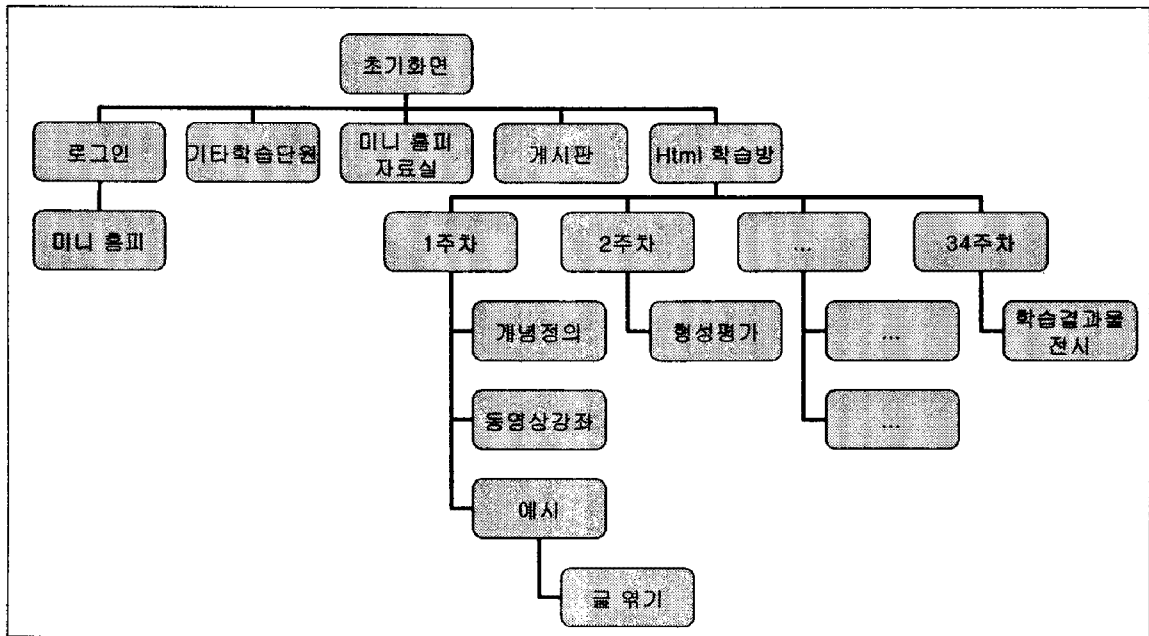 초기화면
로그인
기타학습단원
미니 홈피
자료실
게시판
Html 학습방
미니 홈피
1주차
2주차
...
34주차
개념정의
형성평가
...
학습결과물
전시
동영상강좌
...
예시
글 엮기